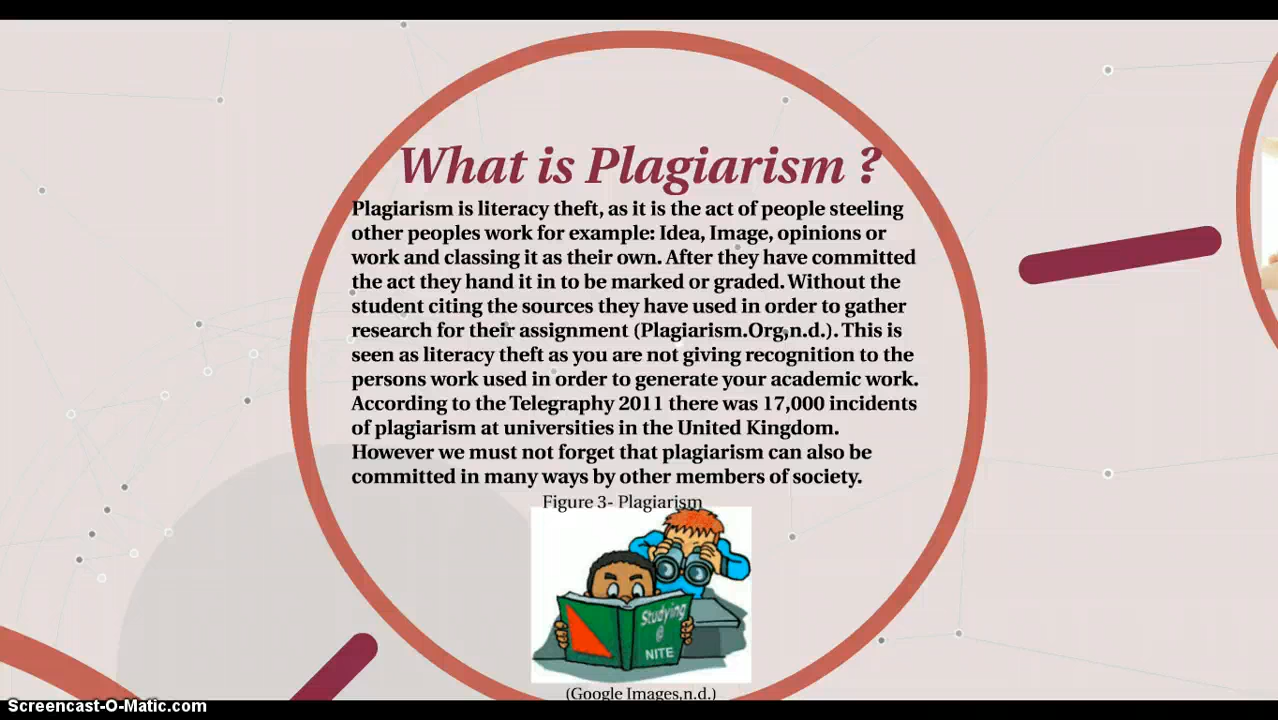 What is Plagiarism ?
Plagiarism is literacy theft, as it is the act of people steeling
other peoples work for example: Idea, Image, opinions or
work and classing it as their own. After they have committed
the act they hand it in to be marked or graded. Without the
student citing the sources they have used in order to gather
research for their assignment (Plagiarism.Org,n.d.). This is
seen as literacy theft as you are not giving recognition to the
persons work used in order to generate your academic work.
According to the Telegraphy 2011 there was 17,000 incidents
of plagiarism at universities in the United Kingdom.
However we must not forget that plagiarism can also be
committed in many ways by other members of society.
Figure 3- Plagiarism
Studying
@
NITE
(Google Images,n.d.)
Screencast-O-Matic.com